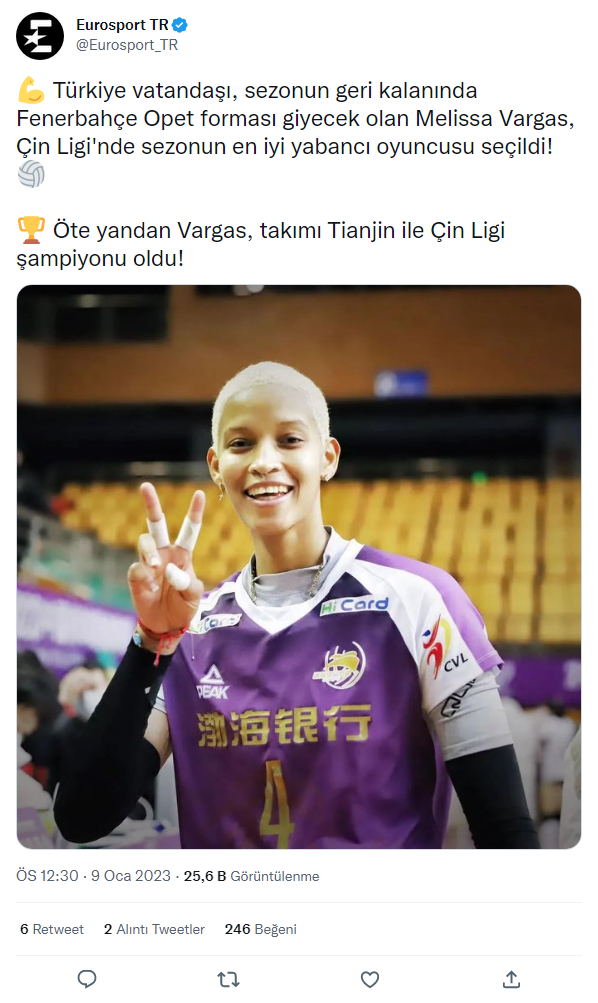 Eurosport TR
@Eurosport_TR
💪 Türkiye vatandaşı, sezonun geri kalanında
Fenerbahçe Opet forması giyecek olan Melissa Vargas,
Çin Ligi'nde sezonun en iyi yabancı oyuncusu seçildi!
🏐
🏆 Öte yandan Vargas, takımı Tianjin ile Çin Ligi
şampiyonu oldu!
Hi Card
CVL
PEAK
渤海银行
4
ÖS 12:30 · 9 Oca 2023 · 25,6 B Görüntülenme
6 Retweet 2 Alıntı Tweetler 246 Beğeni